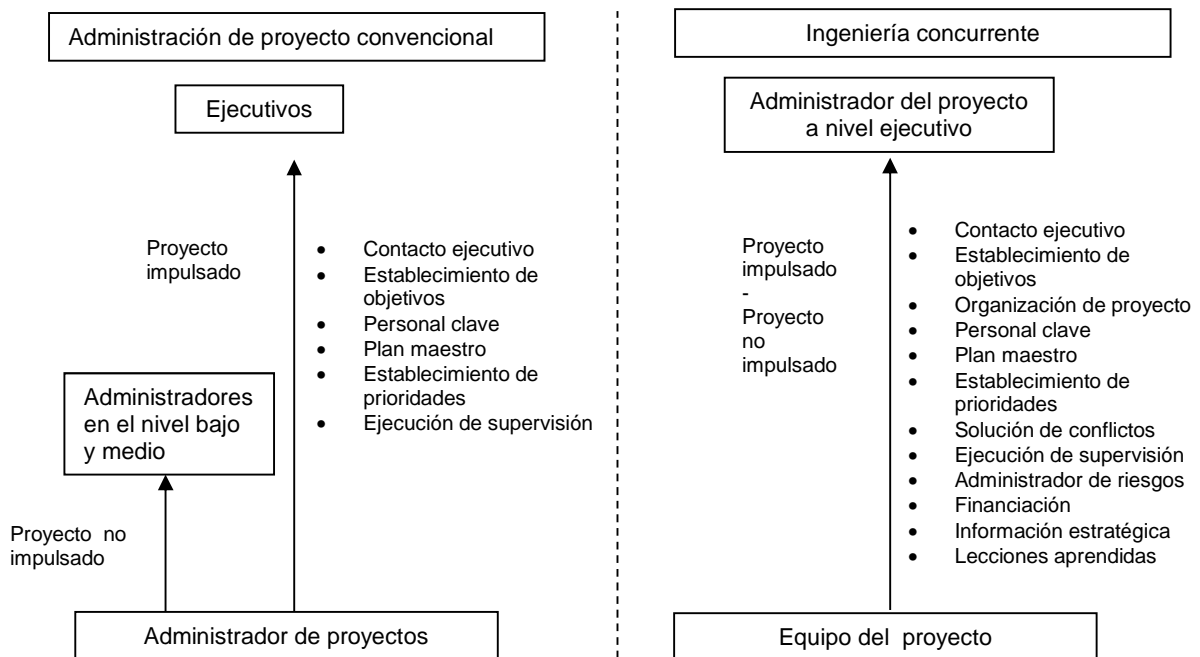 Administración de proyecto convencional
Ejecutivos
Proyecto
impulsado
• Contacto ejecutivo
• Establecimiento de
objetivos
• Personal clave
• Plan maestro
• Establecimiento de
prioridades
• Ejecución de supervisión
Administradores
en el nivel bajo
y medio
Proyecto no
impulsado
Administrador de proyectos
Ingeniería concurrente
Administrador del proyecto
a nivel ejecutivo
Proyecto
impulsado
-
Proyecto
no
impulsado
• Contacto ejecutivo
• Establecimiento de
objetivos
• Organización de proyecto
• Personal clave
• Plan maestro
• Establecimiento de
prioridades
• Solución de conflictos
• Ejecución de supervisión
• Administrador de riesgos
• Financiación
• Información estratégica
• Lecciones aprendidas
Equipo del proyecto